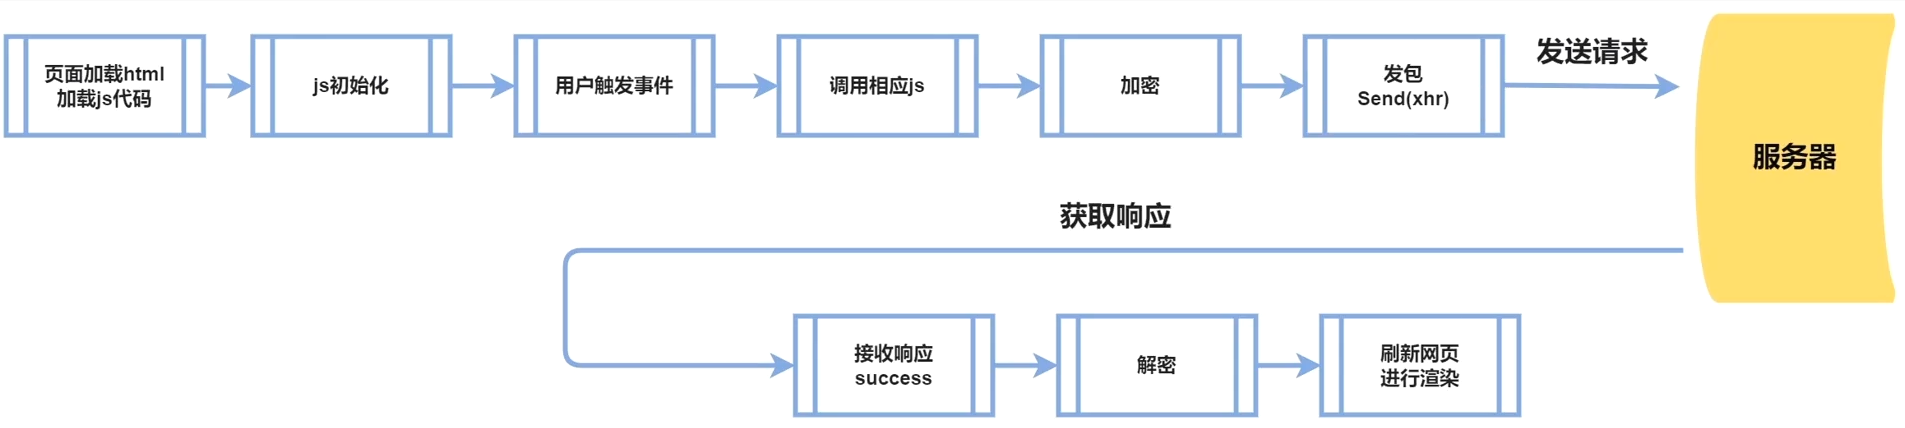 页面加载html
加载js代码
js初始化
用户触发事件
调用相应js
加密
发包
Send(xhr)
发送请求
服务器
获取响应
接收响应
success
解密
刷新网页
进行渲染